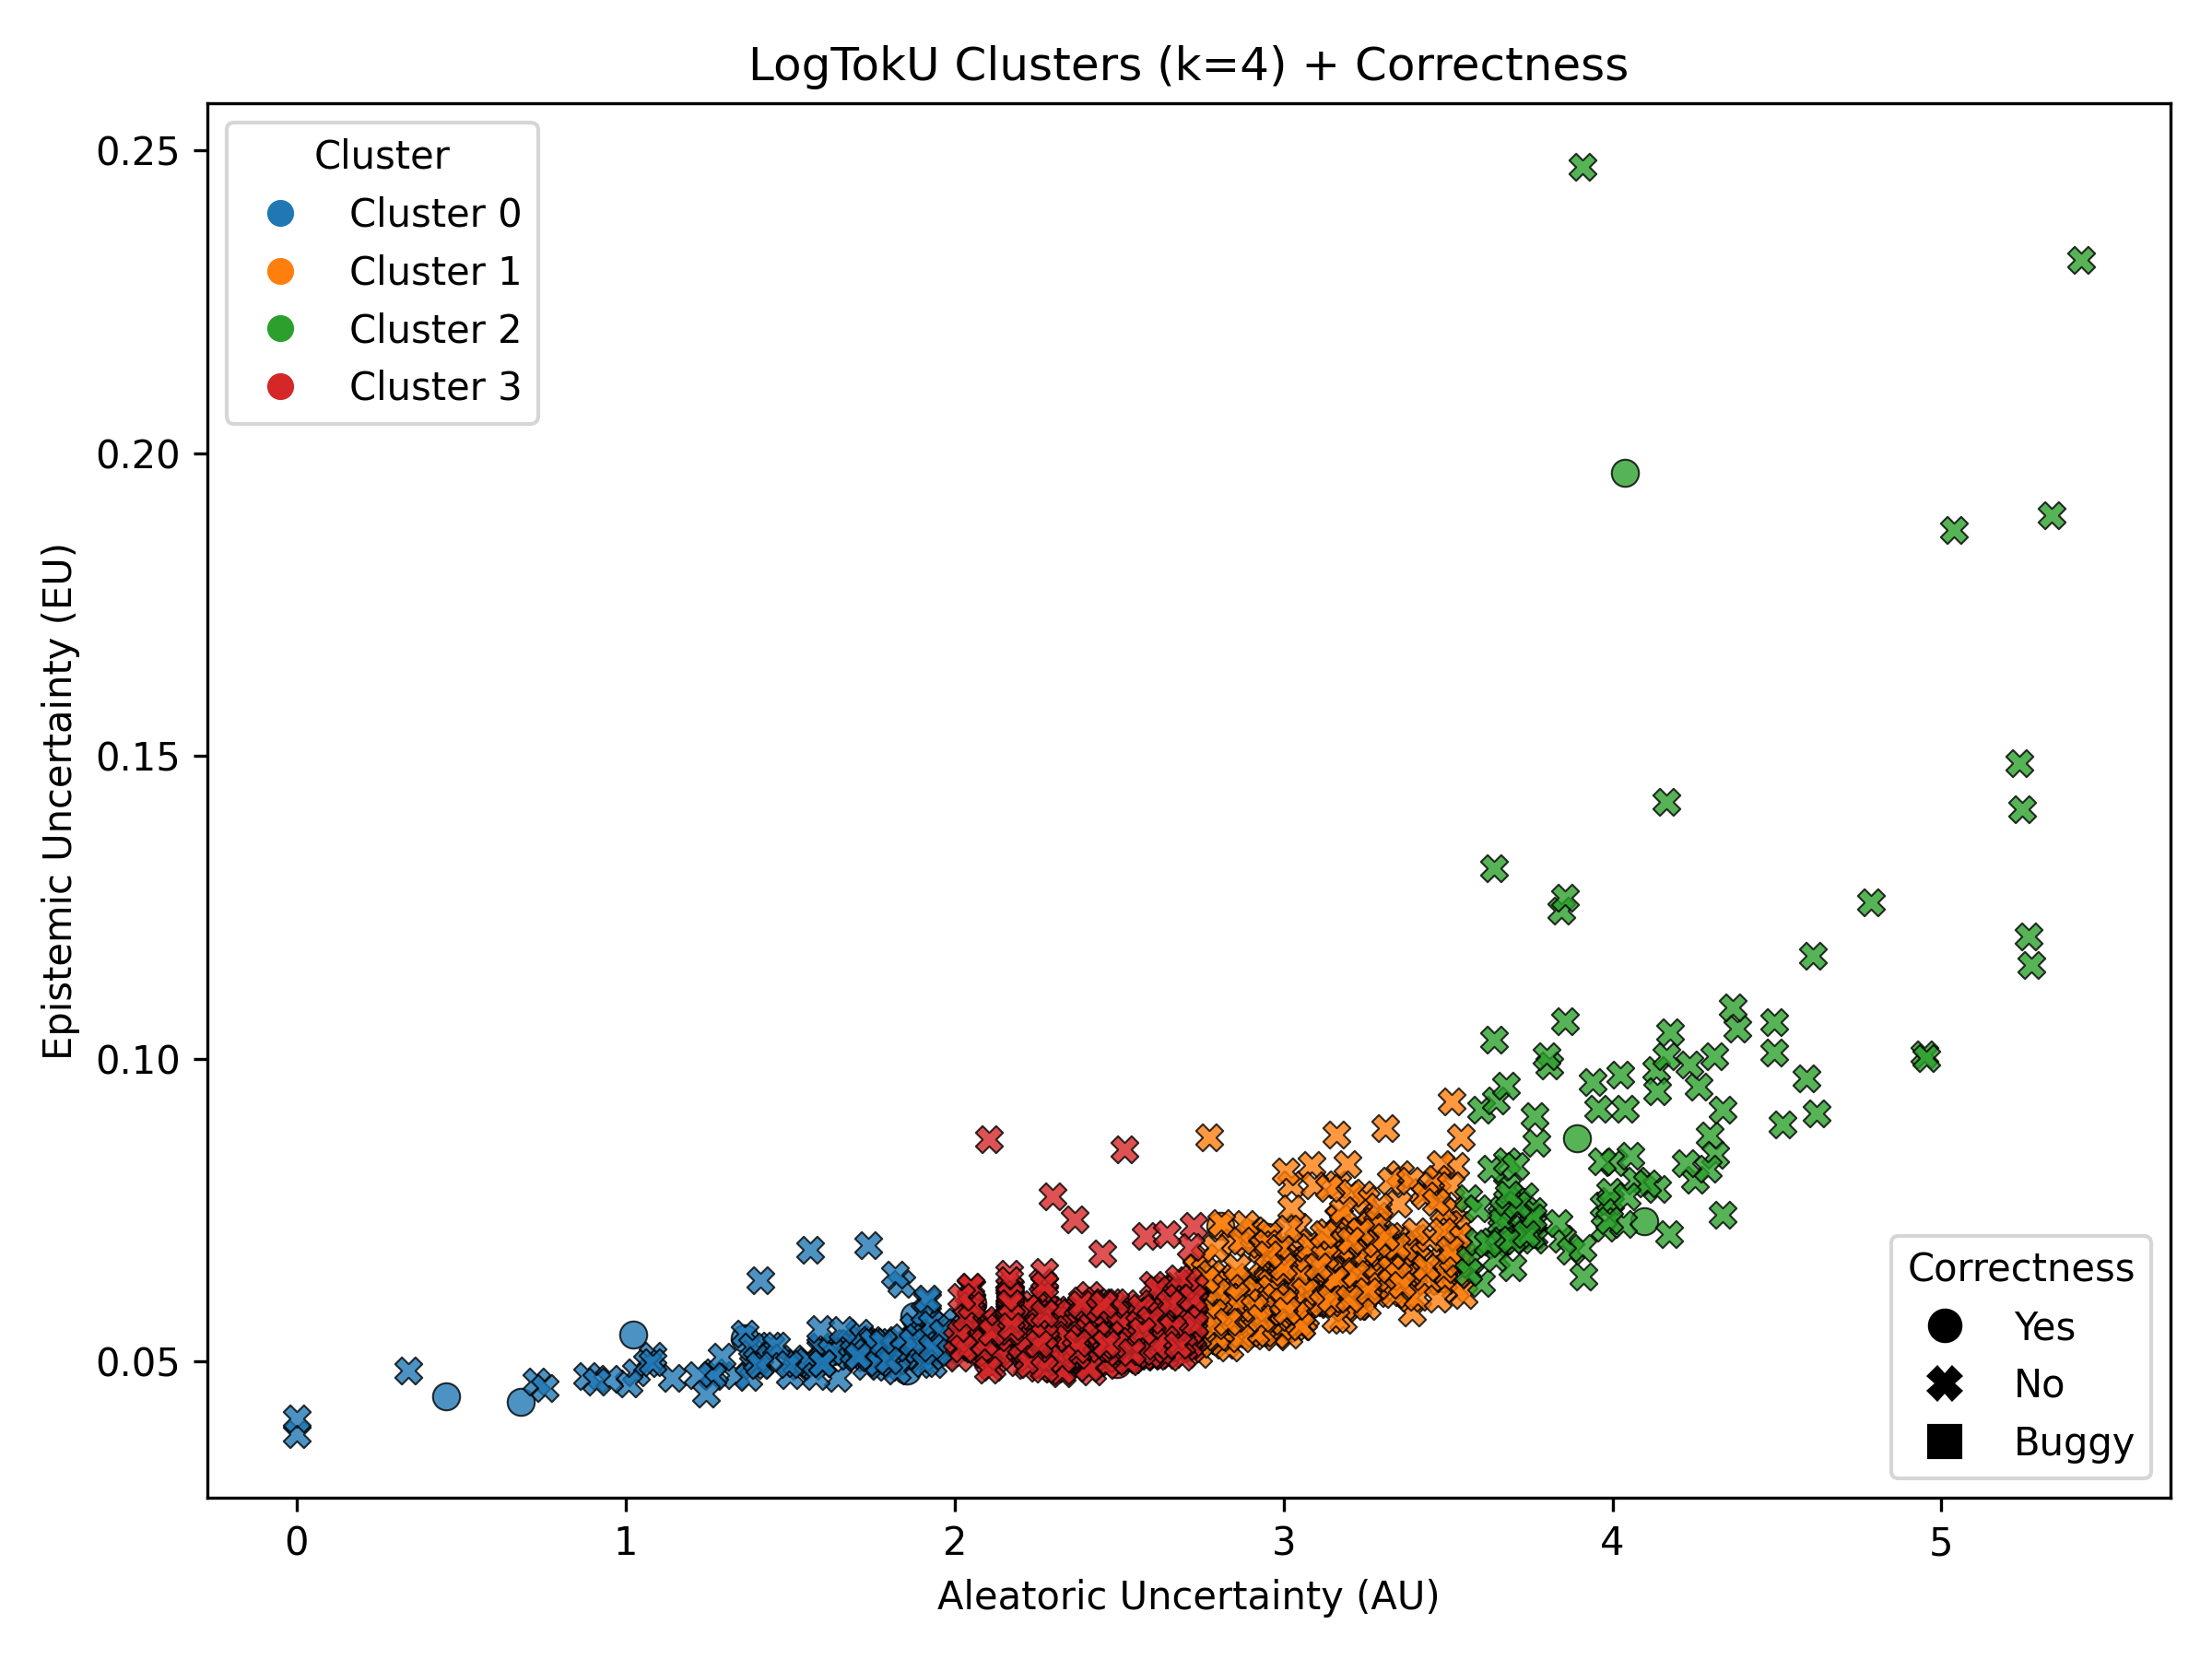 LogTokU Clusters (k=4) + Correctness
Cluster
Cluster 0
Cluster 1
Cluster 2
Cluster 3
Epistemic Uncertainty (EU)
0.25
0.20
0.15
0.10
0.05
Correctness
Yes
No
Buggy
0 1 2 3 4 5
Aleatoric Uncertainty (AU)